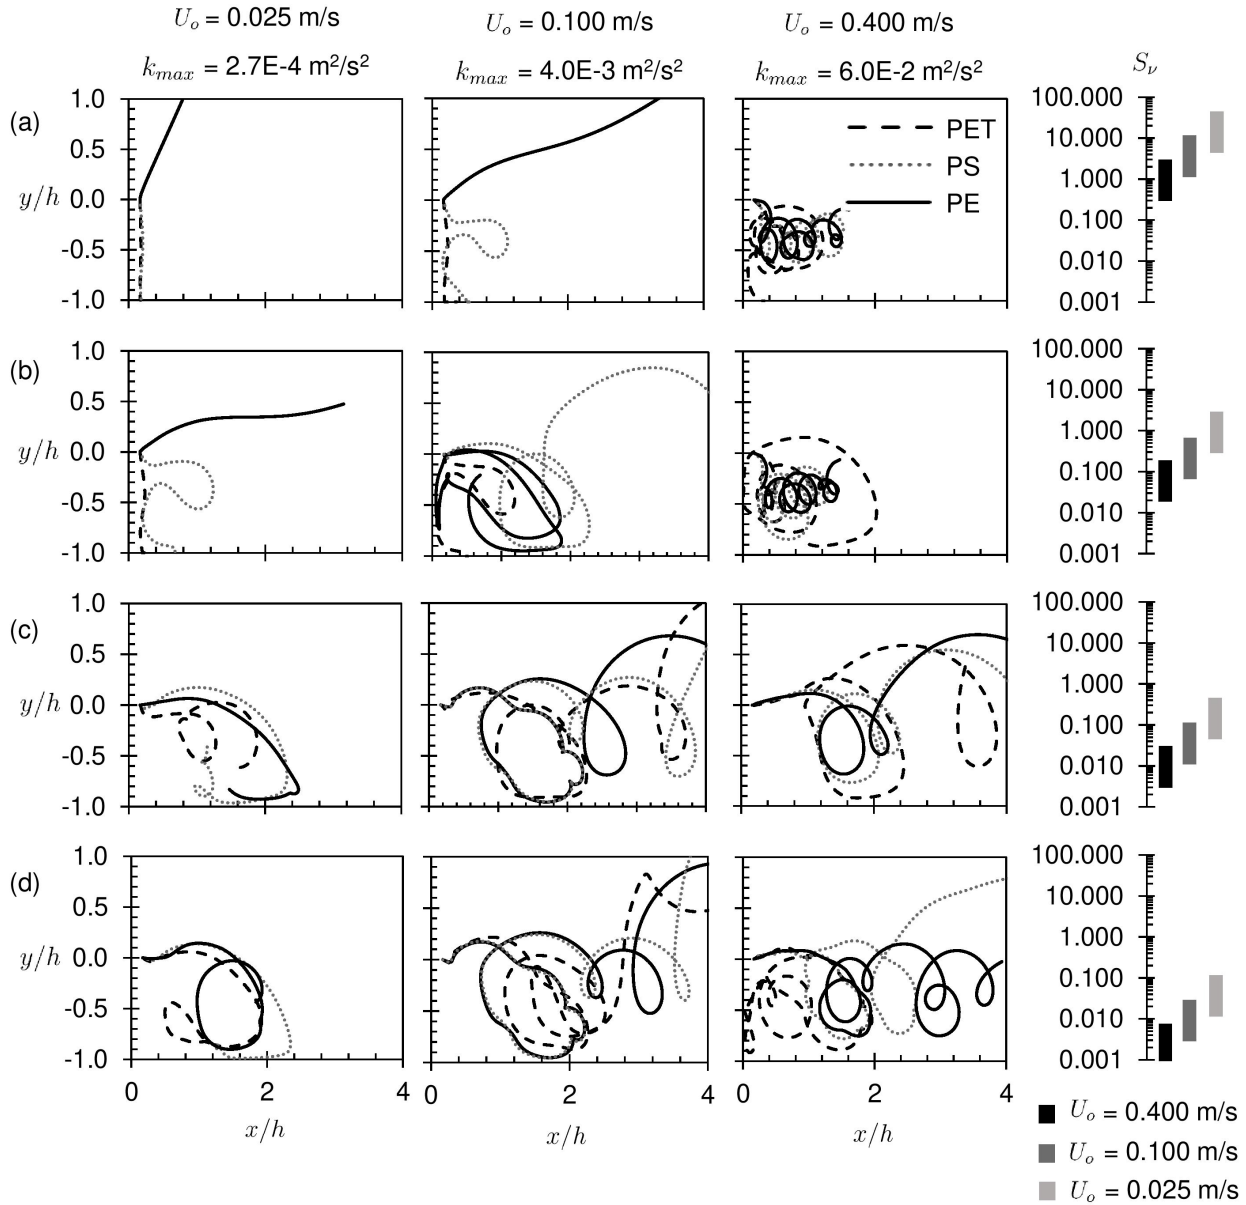 U_o = 0.025 m/s
U_o = 0.100 m/s
U_o = 0.400 m/s
k_max = 2.7E-4 m²/s²
k_max = 4.0E-3 m²/s²
k_max = 6.0E-2 m²/s²
S_ν
(a)
y/h
1.0
0.5
0.0
-0.5
-1.0
PET
PS
PE
100.000
10.000
1.000
0.100
0.010
0.001
(b)
y/h
1.0
0.5
0.0
-0.5
-1.0
100.000
10.000
1.000
0.100
0.010
0.001
(c)
y/h
1.0
0.5
0.0
-0.5
-1.0
100.000
10.000
1.000
0.100
0.010
0.001
(d)
y/h
1.0
0.5
0.0
-0.5
-1.0
100.000
10.000
1.000
0.100
0.010
0.001
0 2 4
0 2 4
0 2 4
x/h
x/h
x/h
U_o = 0.400 m/s
U_o = 0.100 m/s
U_o = 0.025 m/s